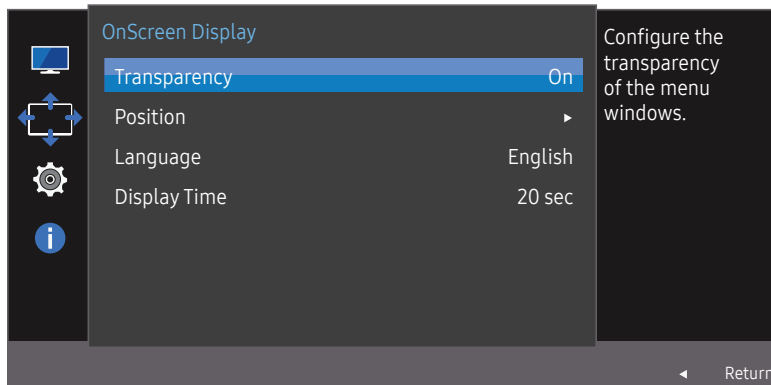 OnScreen Display
Transparency On
Position ▸
Language English
Display Time 20 sec
Configure the
transparency
of the menu
windows.
◂ Return